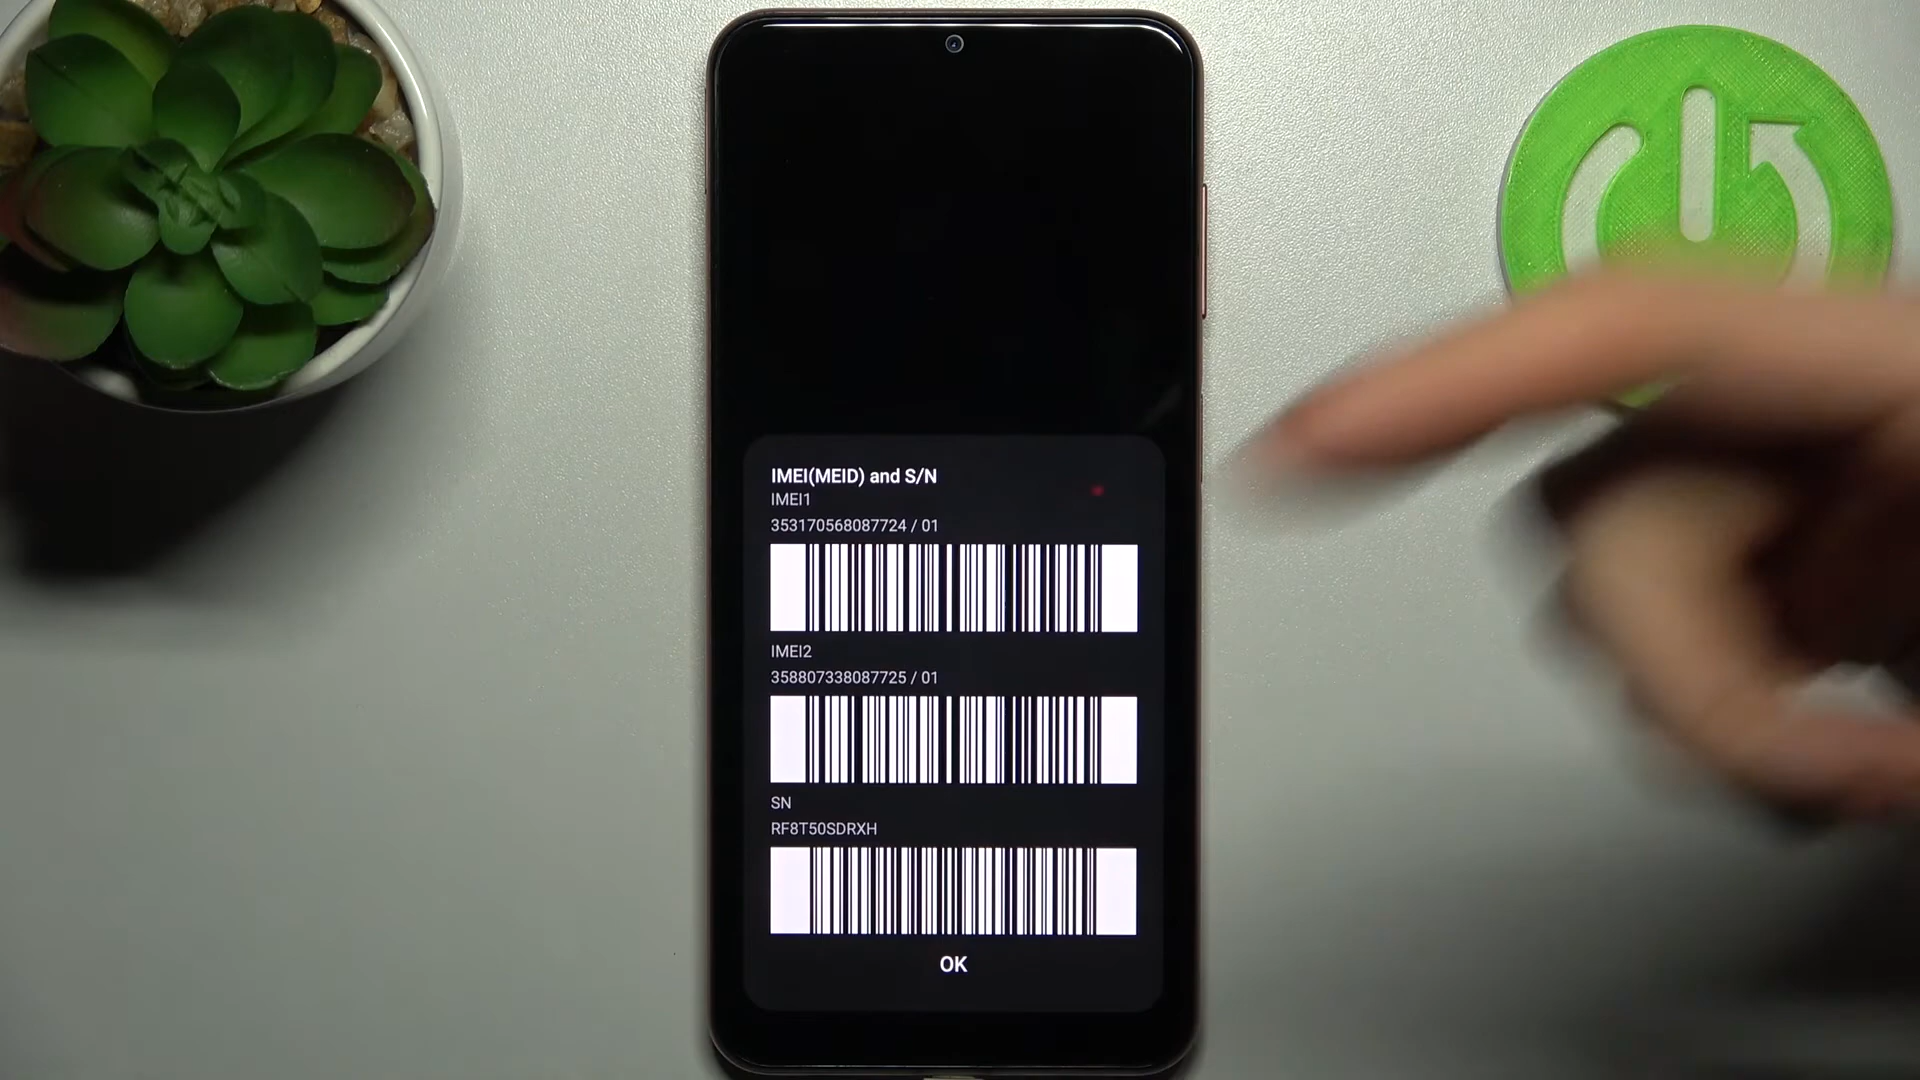 IMEI(MEID) and S/N
IMEI1
353170568087724 / 01
IMEI2
358807338087725 / 01
SN
RF8T50SDRXH
OK